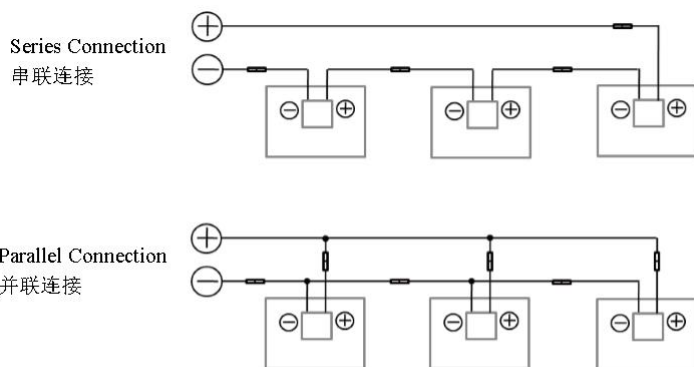 Series Connection
串联连接
Parallel Connection
并联连接